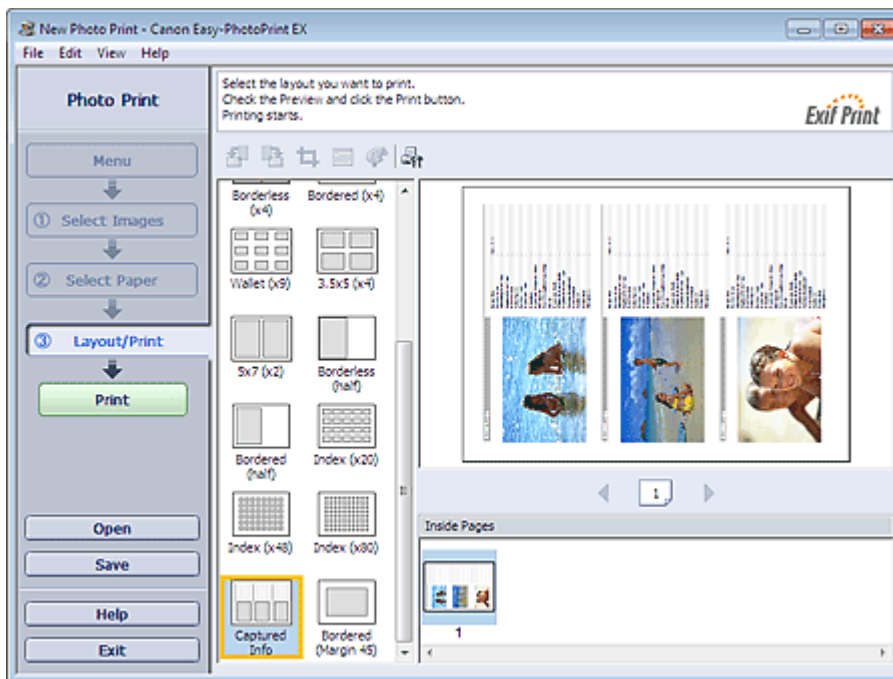 New Photo Print - Canon Easy-PhotoPrint EX
File Edit View Help
Photo Print
Menu
① Select Images
② Select Paper
③ Layout/Print
Print
Open
Save
Help
Exit
Select the layout you want to print.
Check the Preview and click the Print button.
Printing starts.
Exif Print
Borderless
(x4)
Bordered (x4)
Wallet (x9)
3.5x5 (x4)
5x7 (x2)
Borderless
(half)
Bordered
(half)
Index (x20)
Index (x48)
Index (x80)
Captured
Info
Bordered
(Margin 45)
1
Inside Pages
1